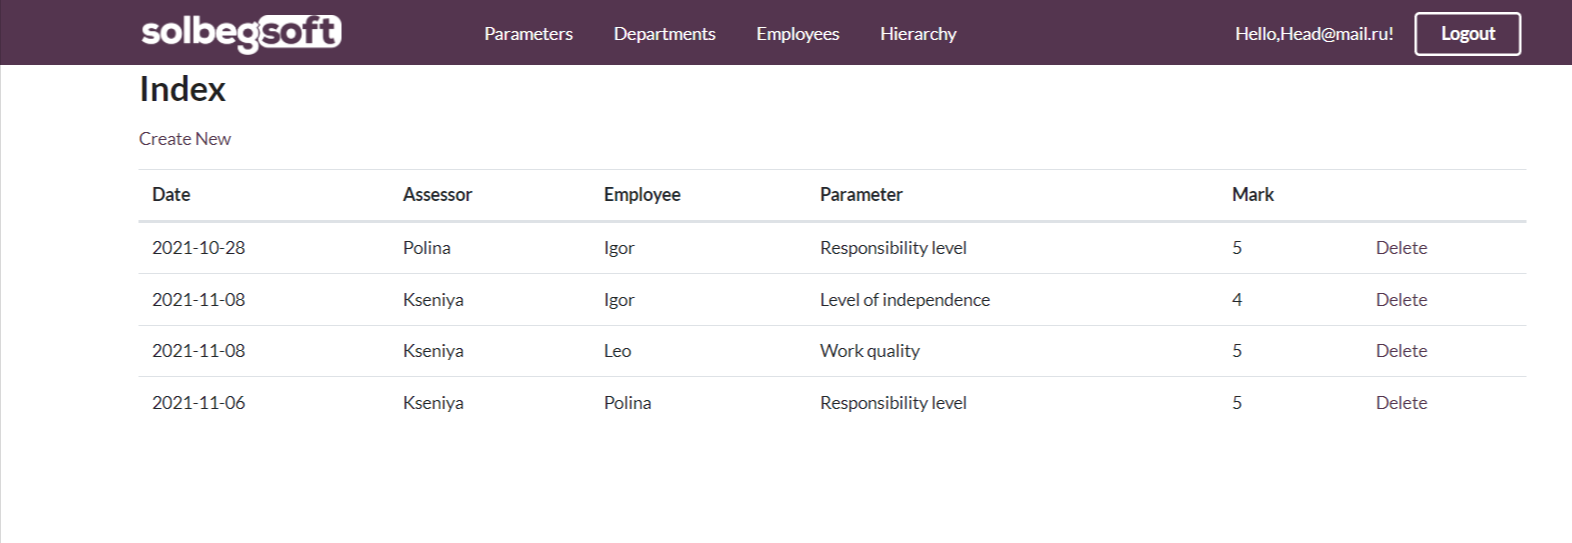 solbegsoft Parameters Departments Employees Hierarchy Hello,Head@mail.ru! Logout
Index
Create New
Date Assessor Employee Parameter Mark
2021-10-28 Polina Igor Responsibility level 5 Delete
2021-11-08 Kseniya Igor Level of independence 4 Delete
2021-11-08 Kseniya Leo Work quality 5 Delete
2021-11-06 Kseniya Polina Responsibility level 5 Delete